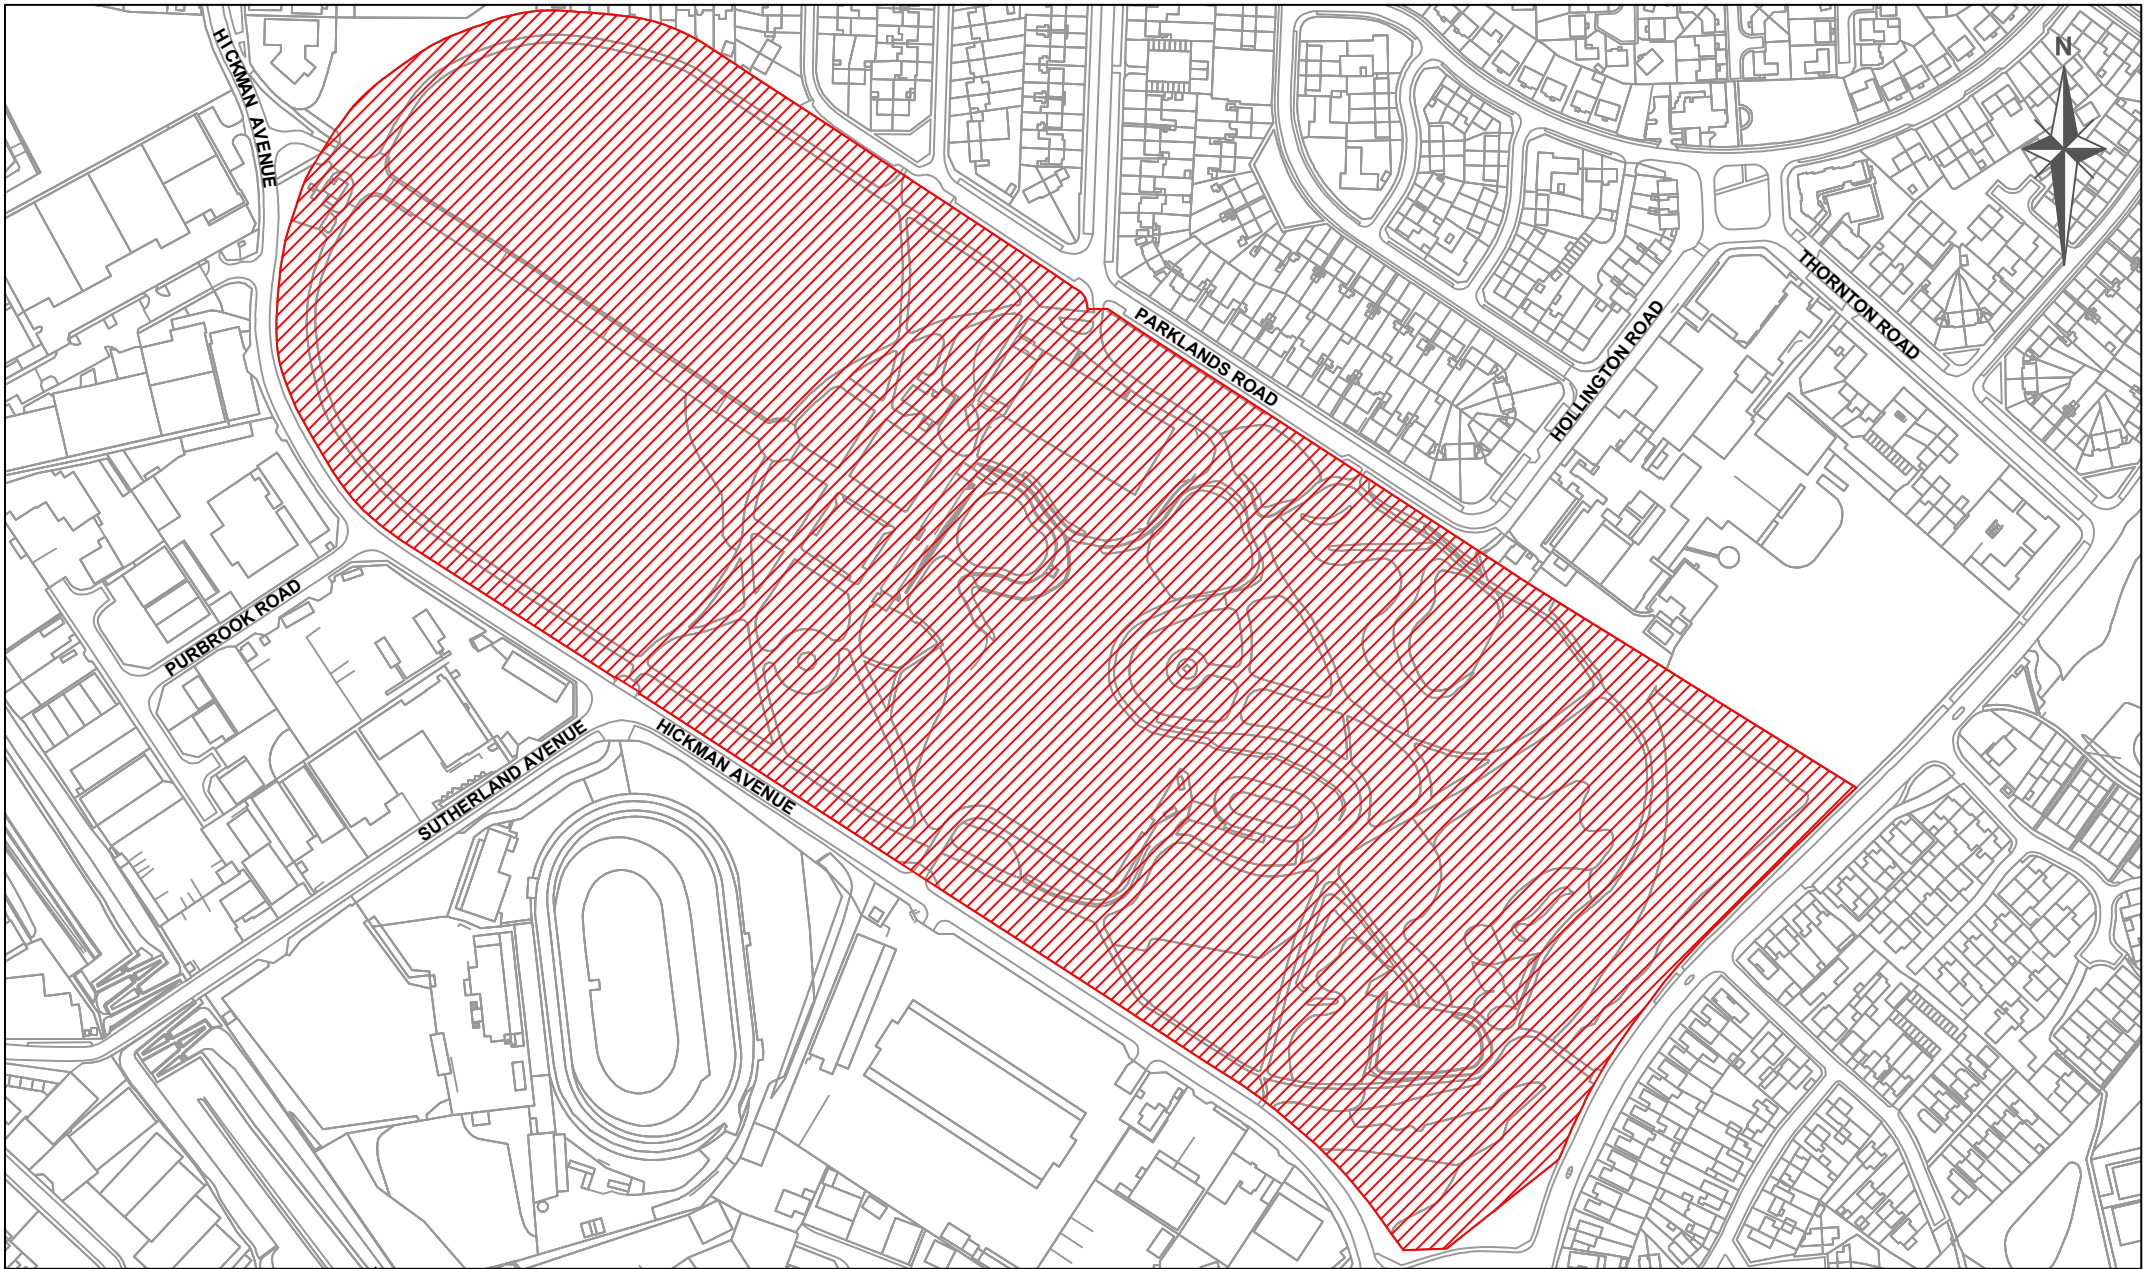 HICKMAN AVENUE
N
THORNTON ROAD
PARKLANDS ROAD
HOLLINGTON ROAD
PURBROOK ROAD
SUTHERLAND AVENUE
HICKMAN AVENUE